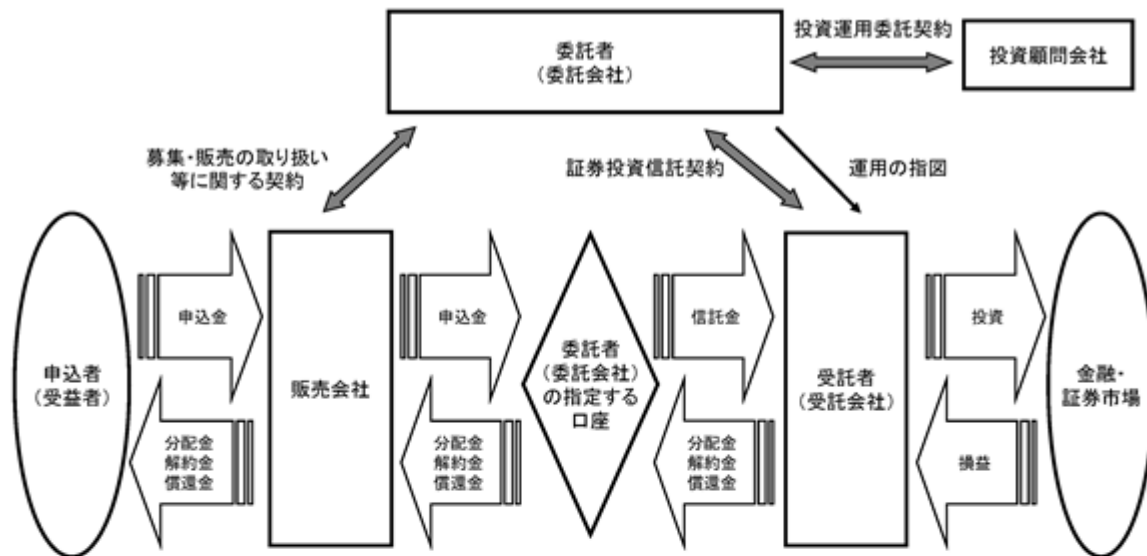 委託者
（委託会社）
投資運用委託契約
投資顧問会社
募集・販売の取り扱い
等に関する契約
証券投資信託契約
運用の指図
申込者
（受益者）
申込金
分配金
解約金
償還金
販売会社
申込金
分配金
解約金
償還金
委託者
（委託会社）
の指定する
口座
信託金
分配金
解約金
償還金
受託者
（受託会社）
投資
損益
金融・
証券市場